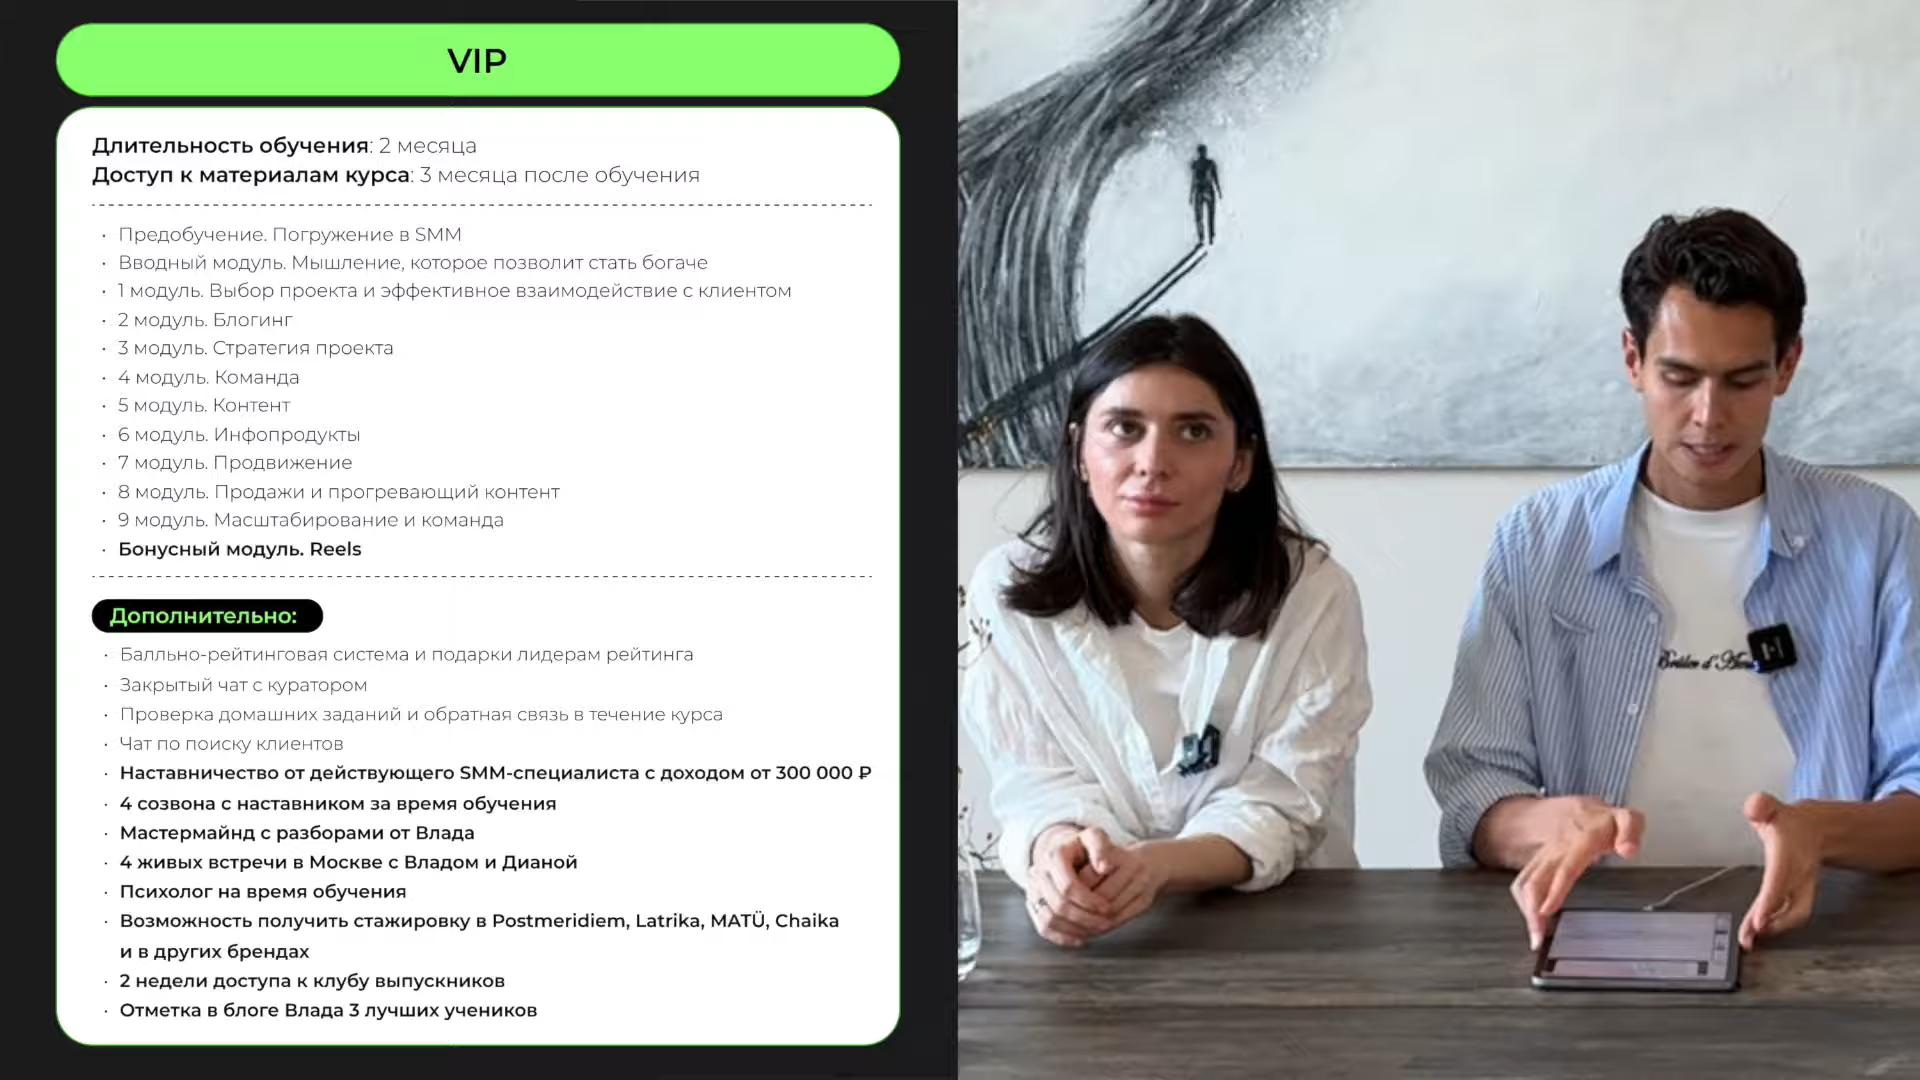 VIP
Длительность обучения: 2 месяца
Доступ к материалам курса: 3 месяца после обучения
· Предобучение. Погружение в SMM
· Вводный модуль. Мышление, которое позволит стать богаче
· 1 модуль. Выбор проекта и эффективное взаимодействие с клиентом
· 2 модуль. Блогинг
· 3 модуль. Стратегия проекта
· 4 модуль. Команда
· 5 модуль. Контент
· 6 модуль. Инфопродукты
· 7 модуль. Продвижение
· 8 модуль. Продажи и прогревающий контент
· 9 модуль. Масштабирование и команда
· Бонусный модуль. Reels
Дополнительно:
· Балльно-рейтинговая система и подарки лидерам рейтинга
· Закрытый чат с куратором
· Проверка домашних заданий и обратная связь в течение курса
· Чат по поиску клиентов
· Наставничество от действующего SMM-специалиста с доходом от 300 000 ₽
· 4 созвона с наставником за время обучения
· Мастермайнд с разборами от Влада
· 4 живых встречи в Москве с Владом и Дианой
· Психолог на время обучения
· Возможность получить стажировку в Postmeridiem, Latrika, MATÜ, Chaika
и в других брендах
· 2 недели доступа к клубу выпускников
· Отметка в блоге Влада 3 лучших учеников